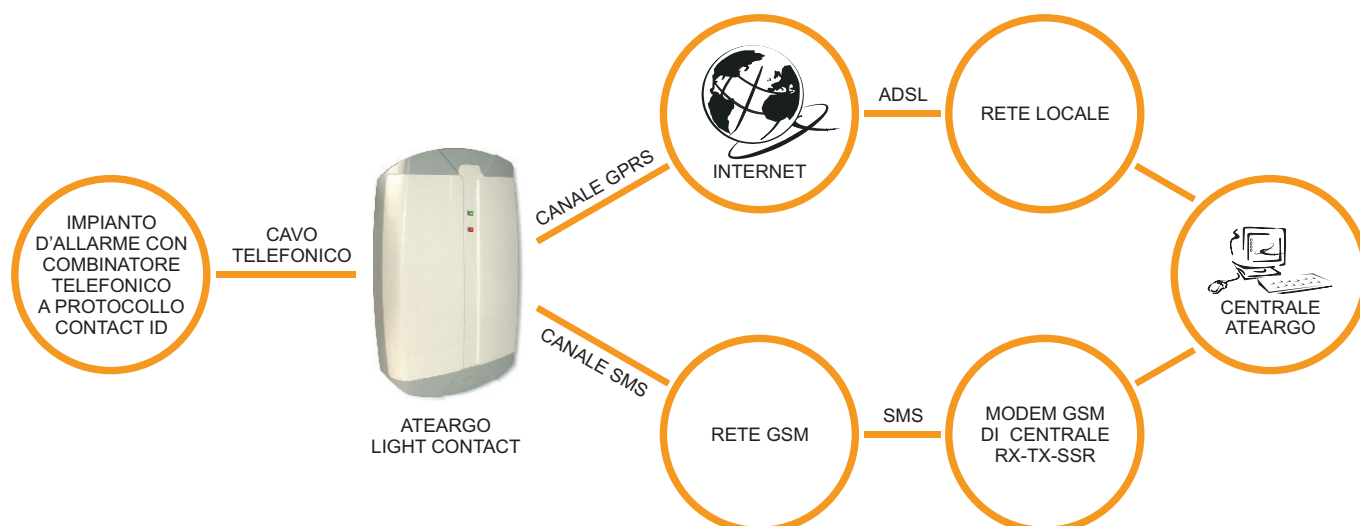 IMPIANTO
D'ALLARME CON
COMBINATORE
TELEFONICO
A PROTOCOLLO
CONTACT ID
CAVO
TELEFONICO
ATEARGO
LIGHT CONTACT
CANALE GPRS
INTERNET
ADSL
RETE LOCALE
CANALE SMS
RETE GSM
SMS
MODEM GSM
DI CENTRALE
RX-TX-SSR
CENTRALE
ATEARGO